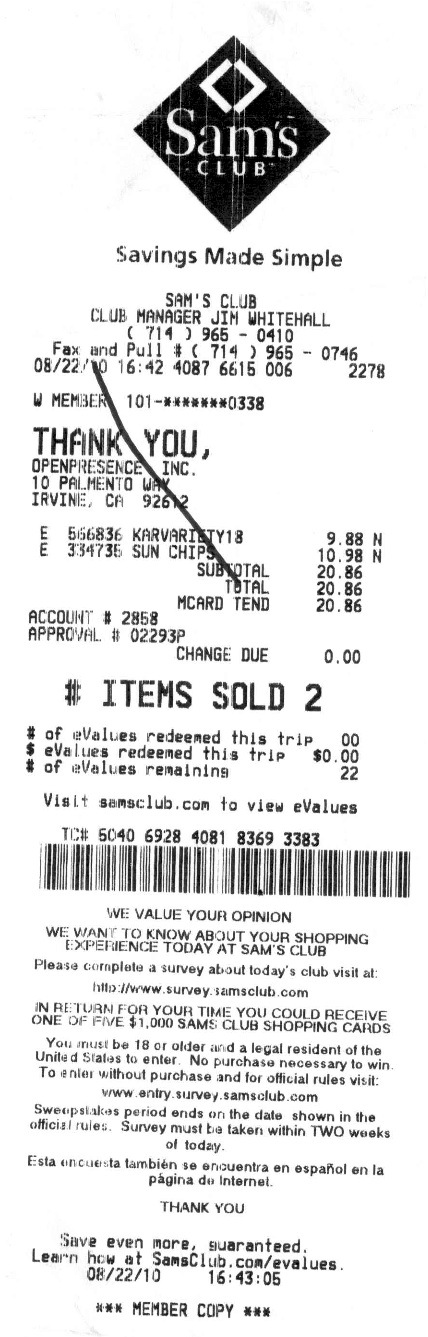 Sam's
CLUB
Savings Made Simple
SAM'S CLUB
CLUB MANAGER JIM WHITEHALL
( 714 ) 965 - 0410
Fax and Pull # ( 714 ) 965 - 0746
08/22/10 16:42 4087 6615 006 2278
W MEMBER 101-*******0338
THANK YOU,
OPENPRESENCE INC.
10 PALMENTO WAY
IRVINE, CA 92612
E 566836 KARVARIETY18 9.88 N
E 334735 SUN CHIPS 10.98 N
SUBTOTAL 20.86
TOTAL 20.86
MCARD TEND 20.86
ACCOUNT # 2858
APPROVAL # 02293P
CHANGE DUE 0.00
# ITEMS SOLD 2
# of eValues redeemed this trip 00
$ eValues redeemed this trip $0.00
# of eValues remaining 22
Visit samsclub.com to view eValues
TC# 5040 6928 4081 8369 3383
WE VALUE YOUR OPINION
WE WANT TO KNOW ABOUT YOUR SHOPPING
EXPERIENCE TODAY AT SAM'S CLUB
Please complete a survey about today's club visit at:
http://www.survey.samsclub.com
IN RETURN FOR YOUR TIME YOU COULD RECEIVE
ONE OF FIVE $1,000 SAMS CLUB SHOPPING CARDS
You must be 18 or older and a legal resident of the
United States to enter. No purchase necessary to win.
To enter without purchase and for official rules visit:
www.entry.survey.samsclub.com
Sweepstakes period ends on the date shown in the
official rules. Survey must be taken within TWO weeks
of today.
Esta encuesta también se encuentra en español en la
página de Internet.
THANK YOU
Save even more, guaranteed.
Learn how at SamsClub.com/evalues.
08/22/10 16:43:05
*** MEMBER COPY ***